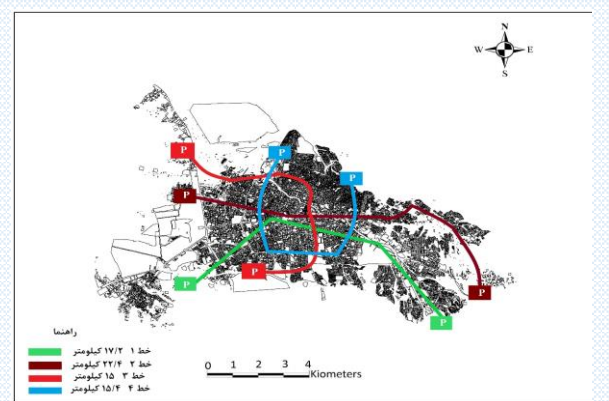 N
W E
S
P
P
P
P
P
P
P
P
راهنما
خط ۱ ۱۷/۲ کیلومتر
خط ۲ ۲۲/۴ کیلومتر
خط ۳ ۱۵ کیلومتر
خط ۴ ۱۵/۴ کیلومتر
0 1 2 3 4
Kiometers